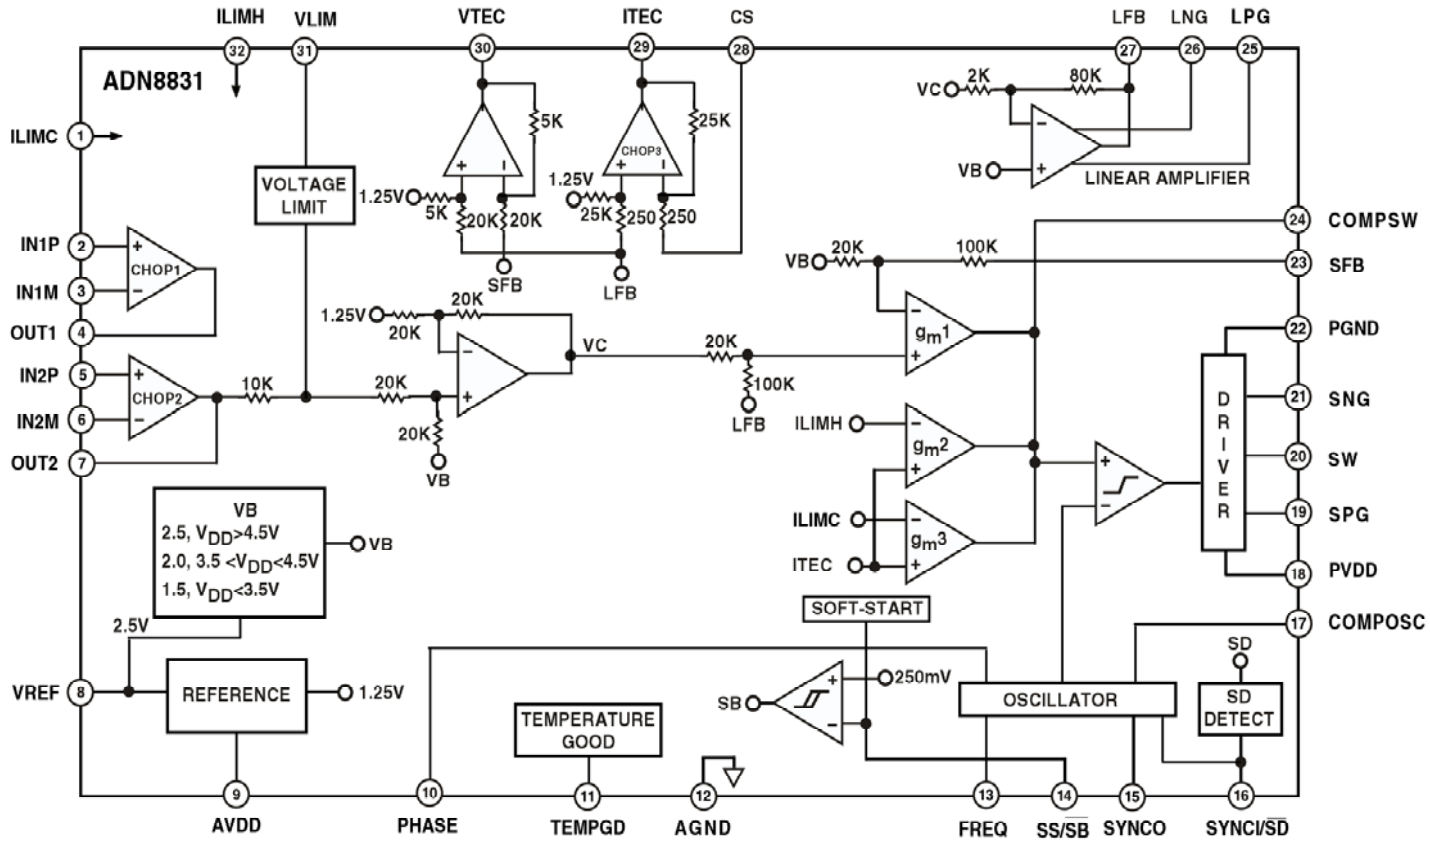 ILIMH VLIM VTEC ITEC CS LFB LNG LPG
32 31 30 29 28 27 26 25
ADN8831
VC 2K 80K
5K 25K
ILIMC 1
CHOP3
VB
LINEAR AMPLIFIER
VOLTAGE
LIMIT
1.25V 5K 20K 20K
1.25V 25K 250 250
24 COMPSW
IN1P 2
CHOP1
IN1M 3
OUT1 4
SFB LFB
VB 20K 100K
23 SFB
1.25V 20K 20K
gm1
22 PGND
VC 20K
100K
LFB
IN2P 5
CHOP2
IN2M 6
OUT2 7
10K 20K
20K
VB
ILIMH
gm2
21 SNG
DRIVER
20 SW
ILIMC
gm3
19 SPG
ITEC
18 PVDD
VB
2.5, VDD>4.5V
2.0, 3.5 <VDD<4.5V
1.5, VDD<3.5V
VB
SOFT-START
17 COMPOSC
2.5V
SD
VREF 8
REFERENCE
1.25V
SB
250mV
OSCILLATOR
SD
DETECT
TEMPERATURE
GOOD
9 10 11 12 13 14 15 16
AVDD PHASE TEMPGD AGND FREQ SS/S̅B̅ SYNCO SYNCI/S̅D̅
+ − + − + − + − + − + − + − + − + − + − + −